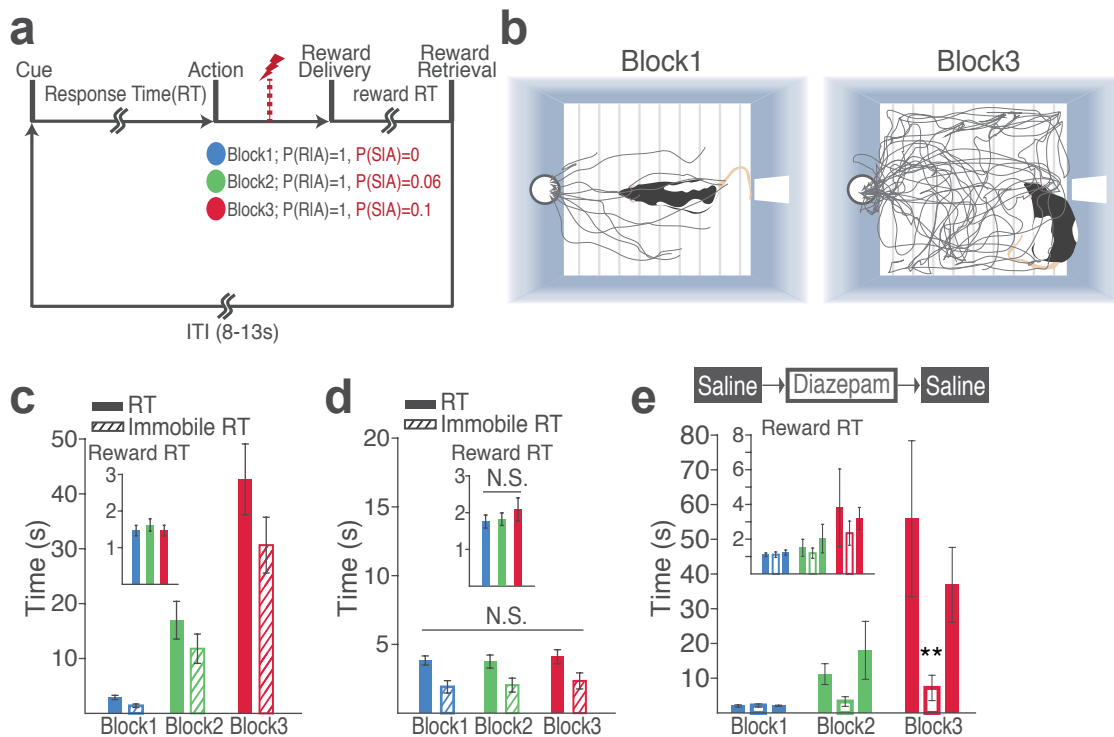 a
Cue
Action
Reward
Delivery
Reward
Retrieval
Response Time(RT)
reward RT
Block1; P(RIA)=1, P(SIA)=0
Block2; P(RIA)=1, P(SIA)=0.06
Block3; P(RIA)=1, P(SIA)=0.1
ITI (8-13s)
b
Block1
Block3
c
RT
Immobile RT
Reward RT
3
2
1
50
40
30
20
10
Time (s)
Block1
Block2
Block3
d
RT
Immobile RT
Reward RT
N.S.
3
2
1
20
15
10
5
Time (s)
N.S.
Block1
Block2
Block3
e
Saline
Diazepam
Saline
Reward RT
8
6
4
2
80
70
60
50
40
30
20
10
Time (s)
**
Block1
Block2
Block3